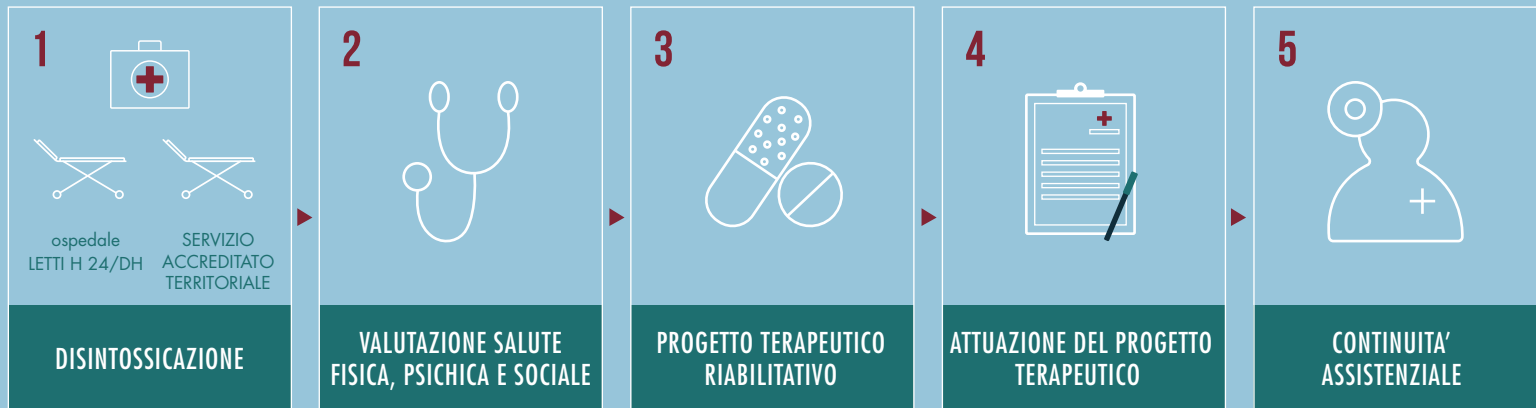 1
ospedale
LETTI H 24/DH
SERVIZIO
ACCREDITATO
TERRITORIALE
DISINTOSSICAZIONE
2
VALUTAZIONE SALUTE
FISICA, PSICHICA E SOCIALE
3
PROGETTO TERAPEUTICO
RIABILITATIVO
4
ATTUAZIONE DEL PROGETTO
TERAPEUTICO
5
CONTINUITA’
ASSISTENZIALE